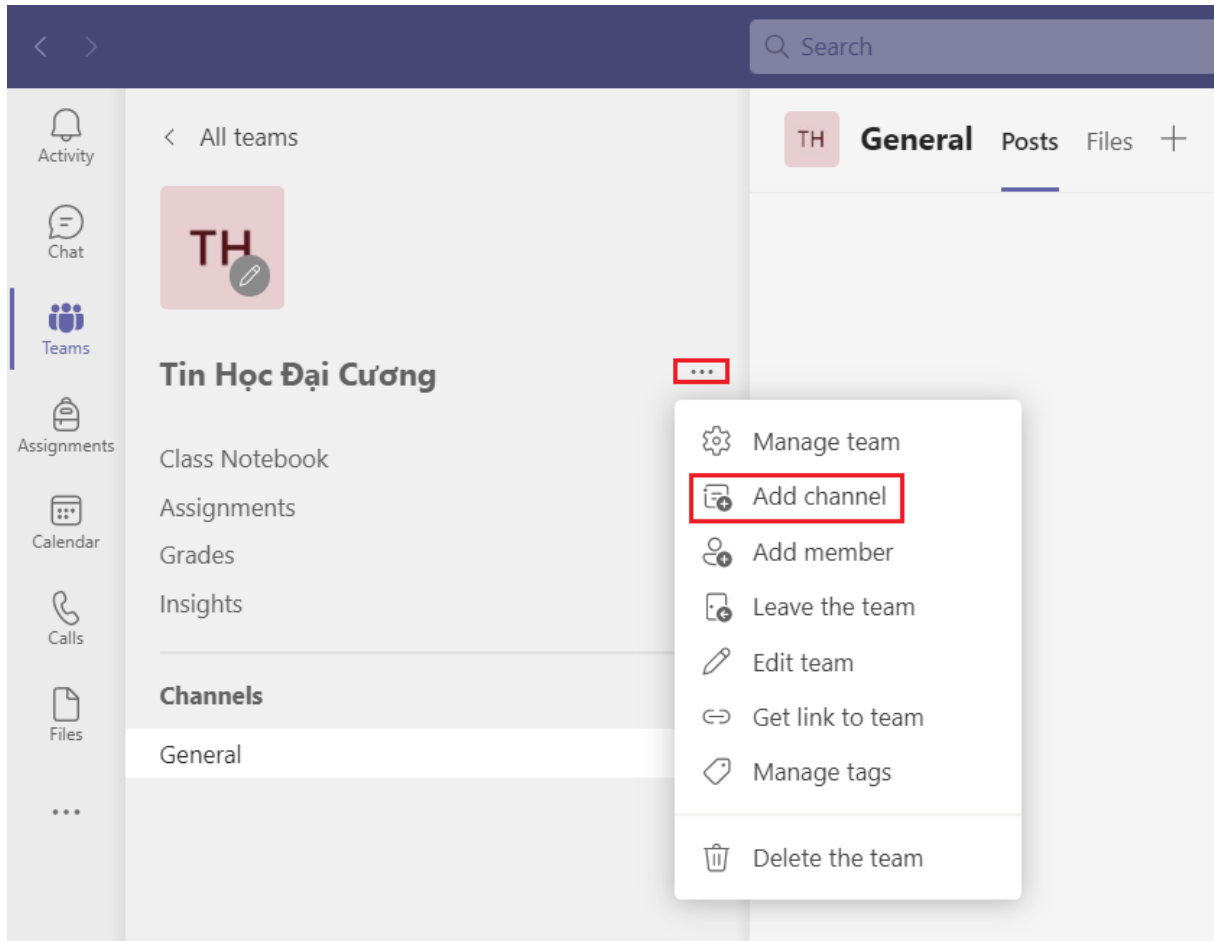 Search
Activity
Chat
Teams
Assignments
Calendar
Calls
Files
All teams
TH
Tin Học Đại Cương
Class Notebook
Assignments
Grades
Insights
Channels
General
TH General Posts Files
Manage team
Add channel
Add member
Leave the team
Edit team
Get link to team
Manage tags
Delete the team